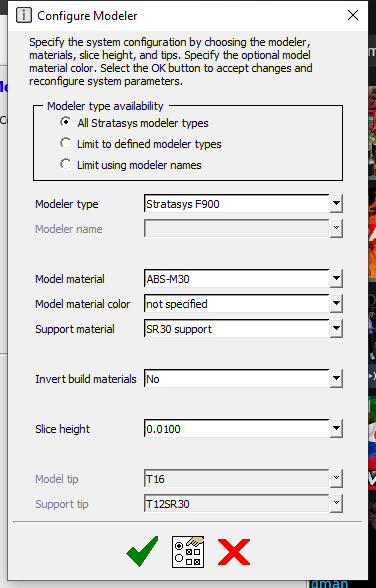 Configure Modeler
Specify the system configuration by choosing the modeler,
materials, slice height, and tips. Specify the optional model
material color. Select the OK button to accept changes and
reconfigure system parameters.
Modeler type availability
All Stratasys modeler types
Limit to defined modeler types
Limit using modeler names
Modeler type Stratasys F900
Modeler name
Model material ABS-M30
Model material color not specified
Support material SR30 support
Invert build materials No
Slice height 0.0100
Model tip T16
Support tip T12SR30
dman